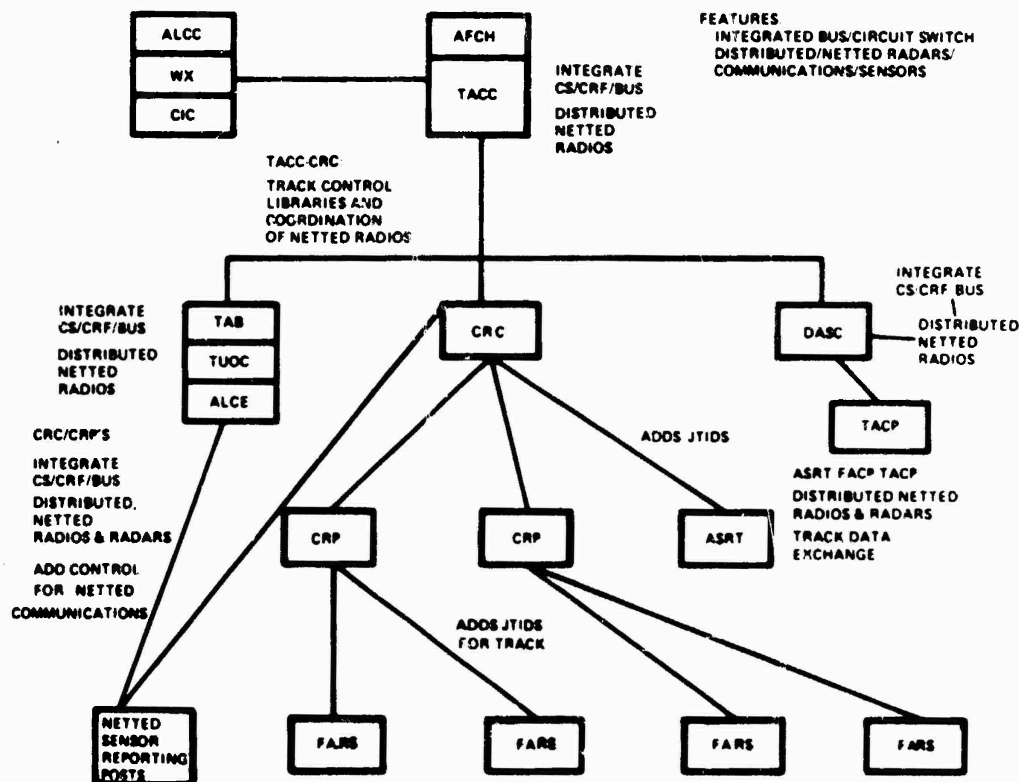 ALCC
WX
CIC
AFCH
TACC
FEATURES
INTEGRATED BUS/CIRCUIT SWITCH
DISTRIBUTED/NETTED RADARS/
COMMUNICATIONS/SENSORS
INTEGRATE
CS/CRF/BUS
DISTRIBUTED
NETTED
RADIOS
TACC-CRC
TRACK CONTROL
LIBRARIES AND
COORDINATION
OF NETTED RADIOS
INTEGRATE
CS/CRF/BUS
DISTRIBUTED
NETTED
RADIOS
TAB
TUOC
ALCE
CRC
DASC
INTEGRATE
CS/CRF BUS
DISTRIBUTED
NETTED
RADIOS
TACP
CRC/CRP'S
INTEGRATE
CS/CRF/BUS
DISTRIBUTED,
NETTED
RADIOS & RADARS
ADD CONTROL
FOR NETTED
COMMUNICATIONS
ADDS JTIDS
CRP
CRP
ASRT
ASRT FACP TACP
DISTRIBUTED NETTED
RADIOS & RADARS
TRACK DATA
EXCHANGE
ADDS JTIDS
FOR TRACK
NETTED
SENSOR
REPORTING
POSTS
FARS
FARS
FARS
FARS